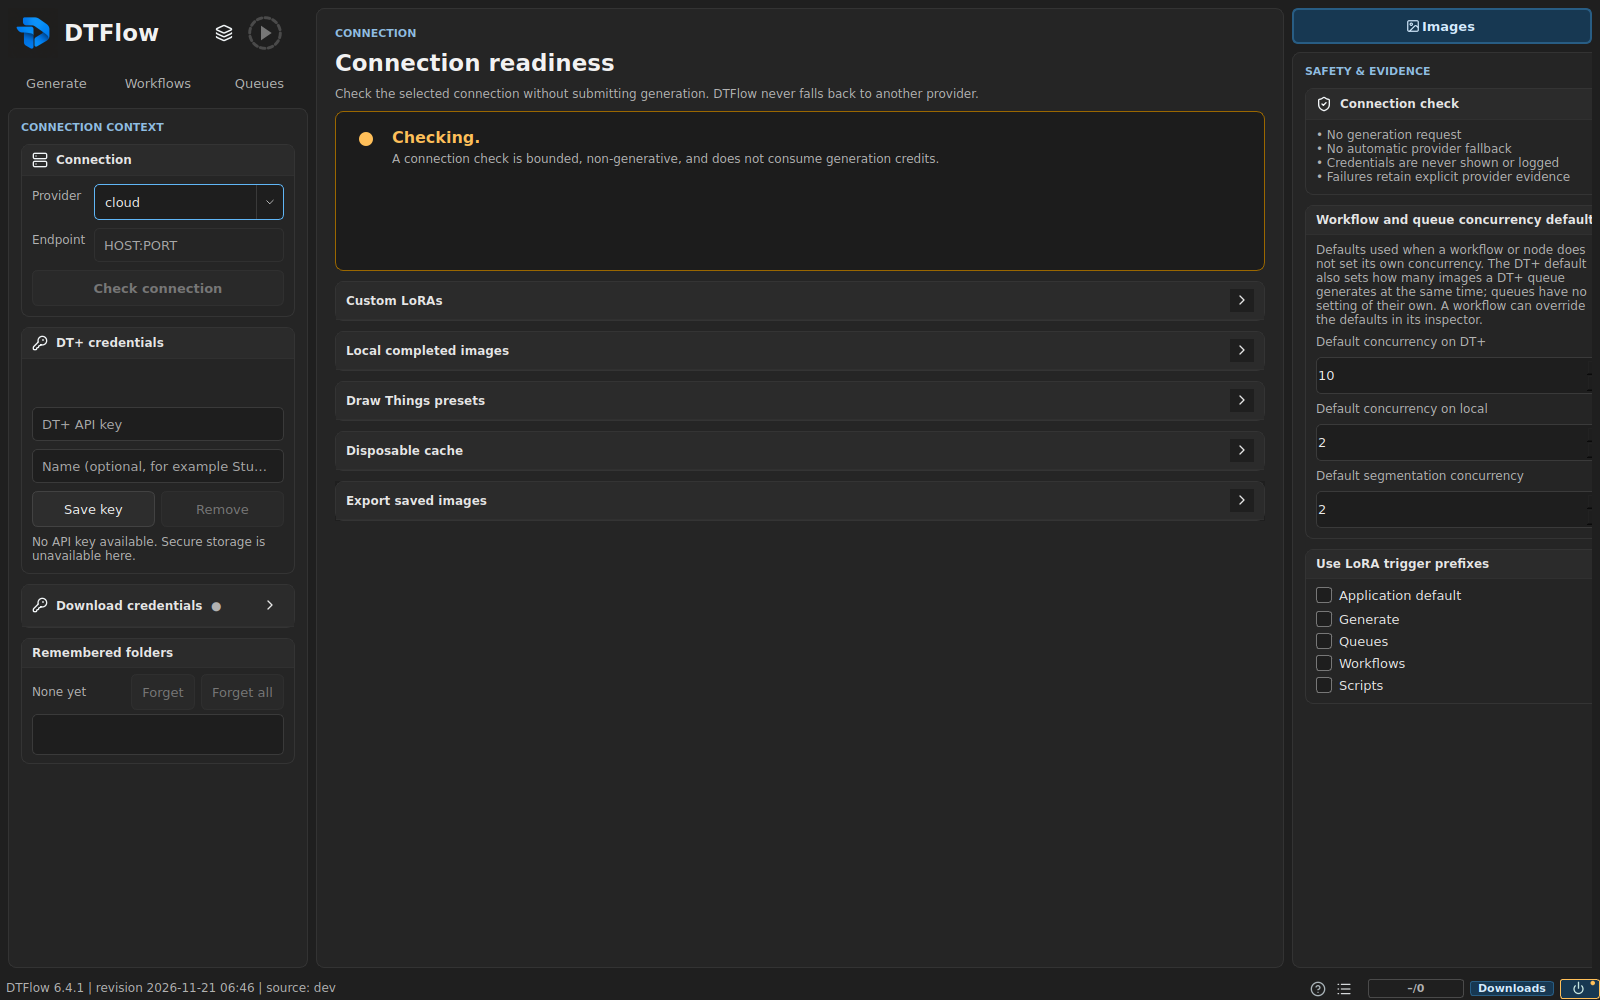 DTFlow
Generate
Workflows
Queues
CONNECTION CONTEXT
Connection
Provider
cloud
Endpoint
HOST:PORT
Check connection
DT+ credentials
DT+ API key
Name (optional, for example Stu...
Save key
Remove
No API key available. Secure storage is
unavailable here.
Download credentials
Remembered folders
None yet
Forget
Forget all
CONNECTION
Connection readiness
Check the selected connection without submitting generation. DTFlow never falls back to another provider.
Checking.
A connection check is bounded, non-generative, and does not consume generation credits.
Custom LoRAs
Local completed images
Draw Things presets
Disposable cache
Export saved images
Images
SAFETY & EVIDENCE
Connection check
• No generation request
• No automatic provider fallback
• Credentials are never shown or logged
• Failures retain explicit provider evidence
Workflow and queue concurrency default
Defaults used when a workflow or node does
not set its own concurrency. The DT+ default
also sets how many images a DT+ queue
generates at the same time; queues have no
setting of their own. A workflow can override
the defaults in its inspector.
Default concurrency on DT+
10
Default concurrency on local
2
Default segmentation concurrency
2
Use LoRA trigger prefixes
Application default
Generate
Queues
Workflows
Scripts
DTFlow 6.4.1 | revision 2026-11-21 06:46 | source: dev
-/0
Downloads